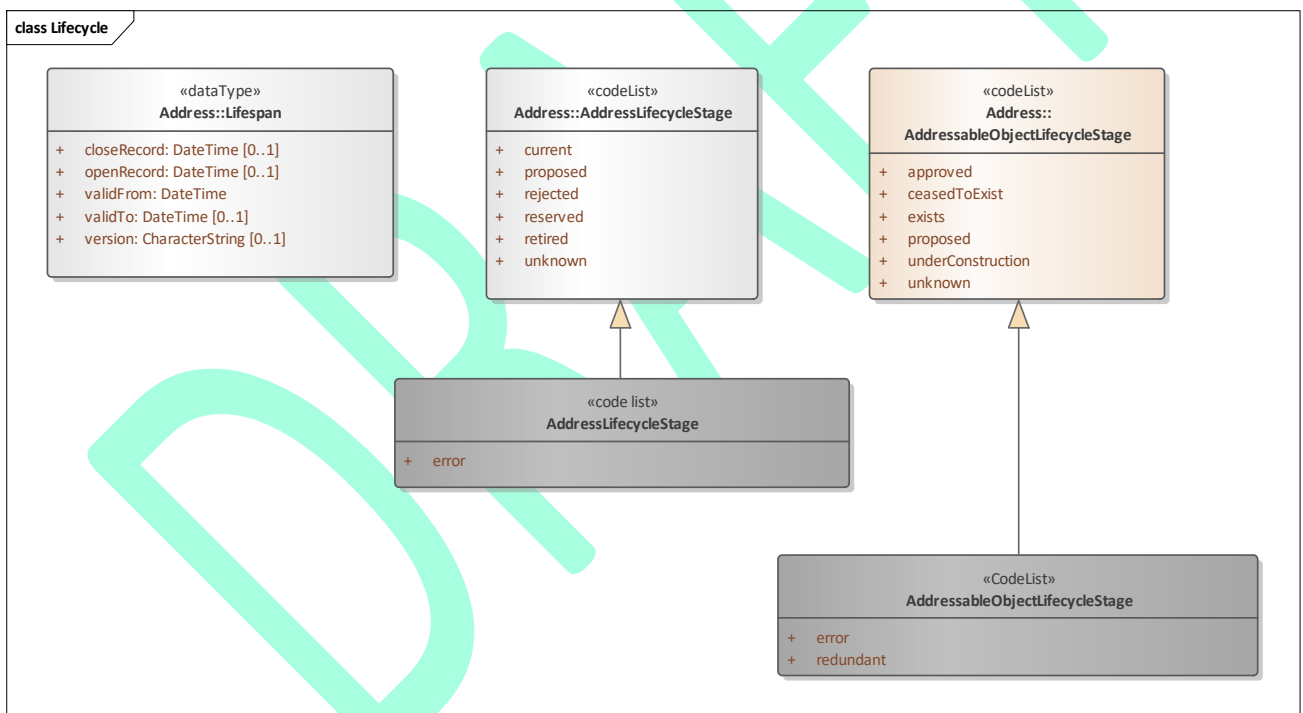 class Lifecycle
«dataType»
Address::Lifespan
+ closeRecord: DateTime [0..1]
+ openRecord: DateTime [0..1]
+ validFrom: DateTime
+ validTo: DateTime [0..1]
+ version: CharacterString [0..1]
«codeList»
Address::AddressLifecycleStage
+ current
+ proposed
+ rejected
+ reserved
+ retired
+ unknown
«codeList»
Address::
AddressableObjectLifecycleStage
+ approved
+ ceasedToExist
+ exists
+ proposed
+ underConstruction
+ unknown
«code list»
AddressLifecycleStage
+ error
«CodeList»
AddressableObjectLifecycleStage
+ error
+ redundant
DRAFT